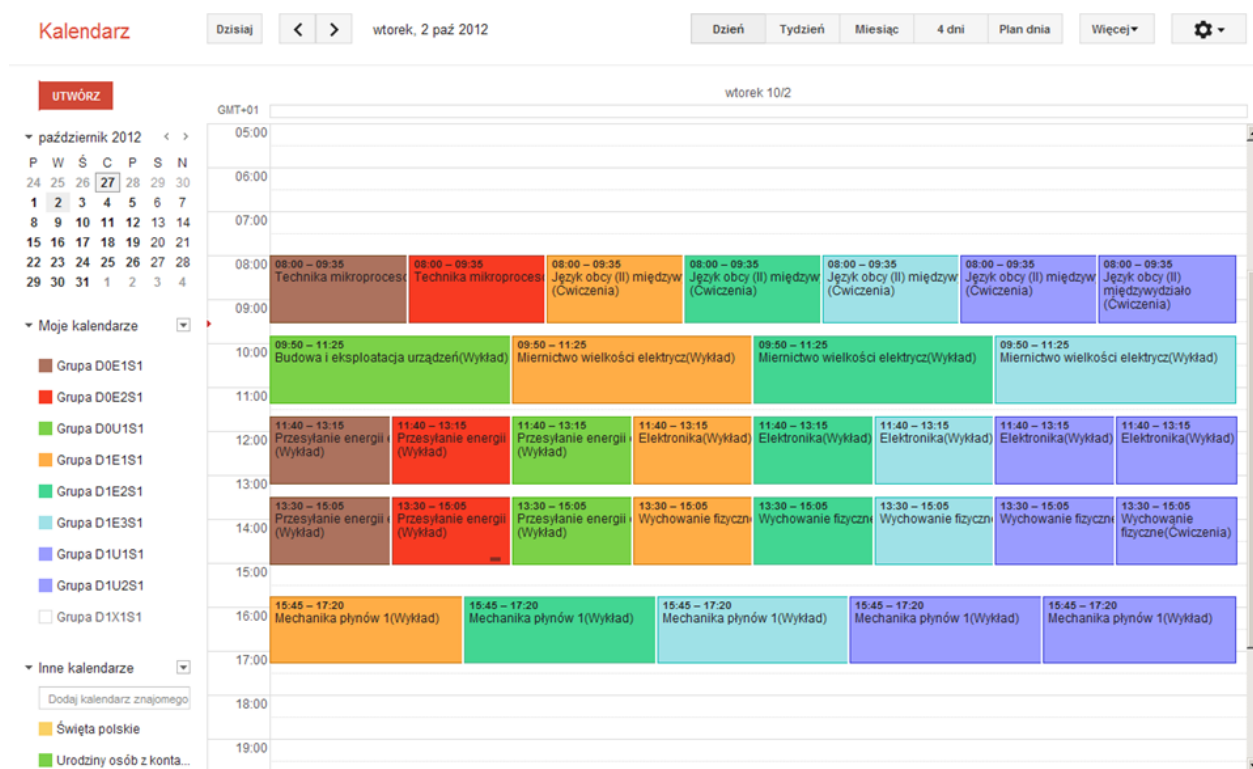 Kalendarz
Dzisiaj
wtorek, 2 paź 2012
Dzień Tydzień Miesiąc 4 dni Plan dnia Więcej
UTWÓRZ
wtorek 10/2
GMT+01
październik 2012
P W Ś C P S N
24 25 26 27 28 29 30
1 2 3 4 5 6 7
8 9 10 11 12 13 14
15 16 17 18 19 20 21
22 23 24 25 26 27 28
29 30 31 1 2 3 4
Moje kalendarze
Grupa D0E1S1
Grupa D0E2S1
Grupa D0U1S1
Grupa D1E1S1
Grupa D1E2S1
Grupa D1E3S1
Grupa D1U1S1
Grupa D1U2S1
Grupa D1X1S1
Inne kalendarze
Dodaj kalendarz znajomego
Święta polskie
Urodziny osób z konta...
05:00
06:00
07:00
08:00
09:00
10:00
11:00
12:00
13:00
14:00
15:00
16:00
17:00
18:00
19:00
08:00 – 09:35
Technika mikroproceso
08:00 – 09:35
Technika mikroproces
08:00 – 09:35
Język obcy (II) międzyw
(Ćwiczenia)
08:00 – 09:35
Język obcy (II) międzyw
(Ćwiczenia)
08:00 – 09:35
Język obcy (II) międzyw
(Ćwiczenia)
08:00 – 09:35
Język obcy (II) międzyw
(Ćwiczenia)
08:00 – 09:35
Język obcy (II)
międzywydziało
(Ćwiczenia)
09:50 – 11:25
Budowa i eksploatacja urządzeń(Wykład)
09:50 – 11:25
Miernictwo wielkości elektrycz(Wykład)
09:50 – 11:25
Miernictwo wielkości elektrycz(Wykład)
09:50 – 11:25
Miernictwo wielkości elektrycz(Wykład)
11:40 – 13:15
Przesyłanie energii e
(Wykład)
11:40 – 13:15
Przesyłanie energii
(Wykład)
11:40 – 13:15
Przesyłanie energii
(Wykład)
11:40 – 13:15
Elektronika(Wykład)
11:40 – 13:15
Elektronika(Wykład)
11:40 – 13:15
Elektronika(Wykład)
11:40 – 13:15
Elektronika(Wykład)
11:40 – 13:15
Elektronika(Wykład)
13:30 – 15:05
Przesyłanie energii e
(Wykład)
13:30 – 15:05
Przesyłanie energii
(Wykład)
13:30 – 15:05
Przesyłanie energii
(Wykład)
13:30 – 15:05
Wychowanie fizyczn
13:30 – 15:05
Wychowanie fizyczne
13:30 – 15:05
Wychowanie fizyczn
13:30 – 15:05
Wychowanie fizyczne
13:30 – 15:05
Wychowanie
fizyczne(Ćwiczenia)
15:45 – 17:20
Mechanika płynów 1(Wykład)
15:45 – 17:20
Mechanika płynów 1(Wykład)
15:45 – 17:20
Mechanika płynów 1(Wykład)
15:45 – 17:20
Mechanika płynów 1(Wykład)
15:45 – 17:20
Mechanika płynów 1(Wykład)